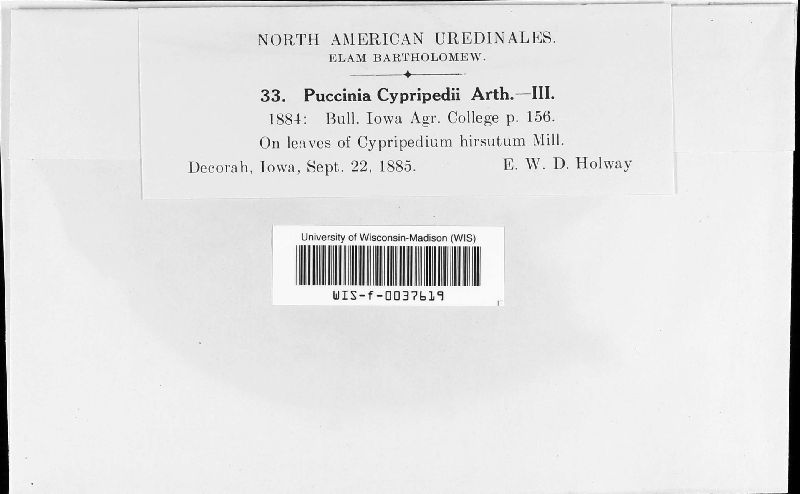 NORTH AMERICAN UREDINALES.
ELAM BARTHOLOMEW.
33. Puccinia Cypripedii Arth.—III.
1884: Bull. Iowa Agr. College p. 156.
On leaves of Cypripedium hirsutum Mill.
Decorah, Iowa, Sept. 22, 1885. E. W. D. Holway
University of Wisconsin-Madison (WIS)
WIS-f-0037619